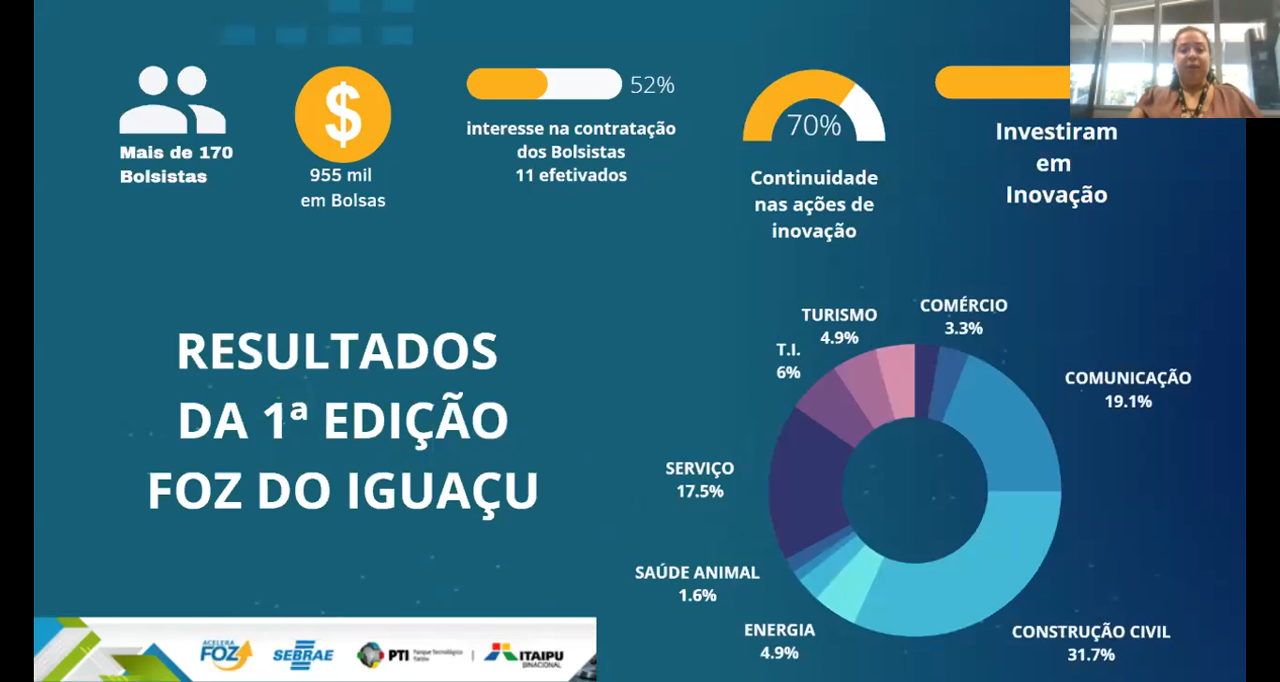 Mais de 170
Bolsistas
$
955 mil
em Bolsas
52%
interesse na contratação
dos Bolsistas
11 efetivados
70%
Continuidade
nas ações de
inovação
Investiram
em
Inovação
RESULTADOS
DA 1ª EDIÇÃO
FOZ DO IGUAÇU
COMÉRCIO
3.3%
TURISMO
4.9%
T.I.
6%
COMUNICAÇÃO
19.1%
SERVIÇO
17.5%
SAÚDE ANIMAL
1.6%
ENERGIA
4.9%
CONSTRUÇÃO CIVIL
31.7%
ACELERA
FOZ
SEBRAE
PTI
Parque Tecnológico
Itaipu
ITAIPU
BINACIONAL